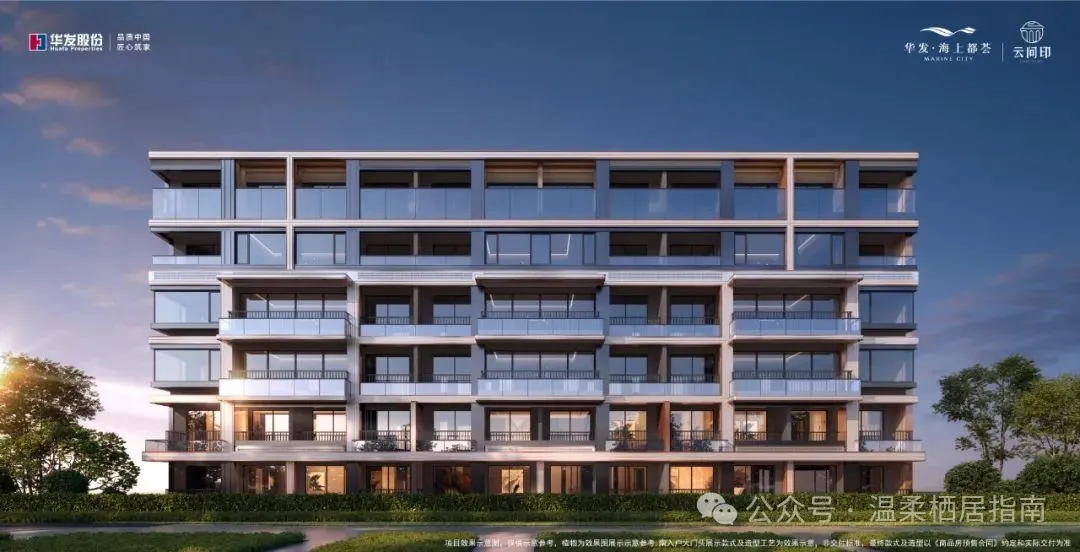 华发股份
Huafa Properties
品质中国
匠心筑家
华发·海上都荟
MARINE CITY
云间印
公众号·温柔栖居指南
项目效果示意图，仅供示意参考，植物为效果图展示示意参考，南入户大门头展示款式及造型工艺为效果示意，非交付标准，最终款式及造型以《商品房预售合同》约定和实际交付为准